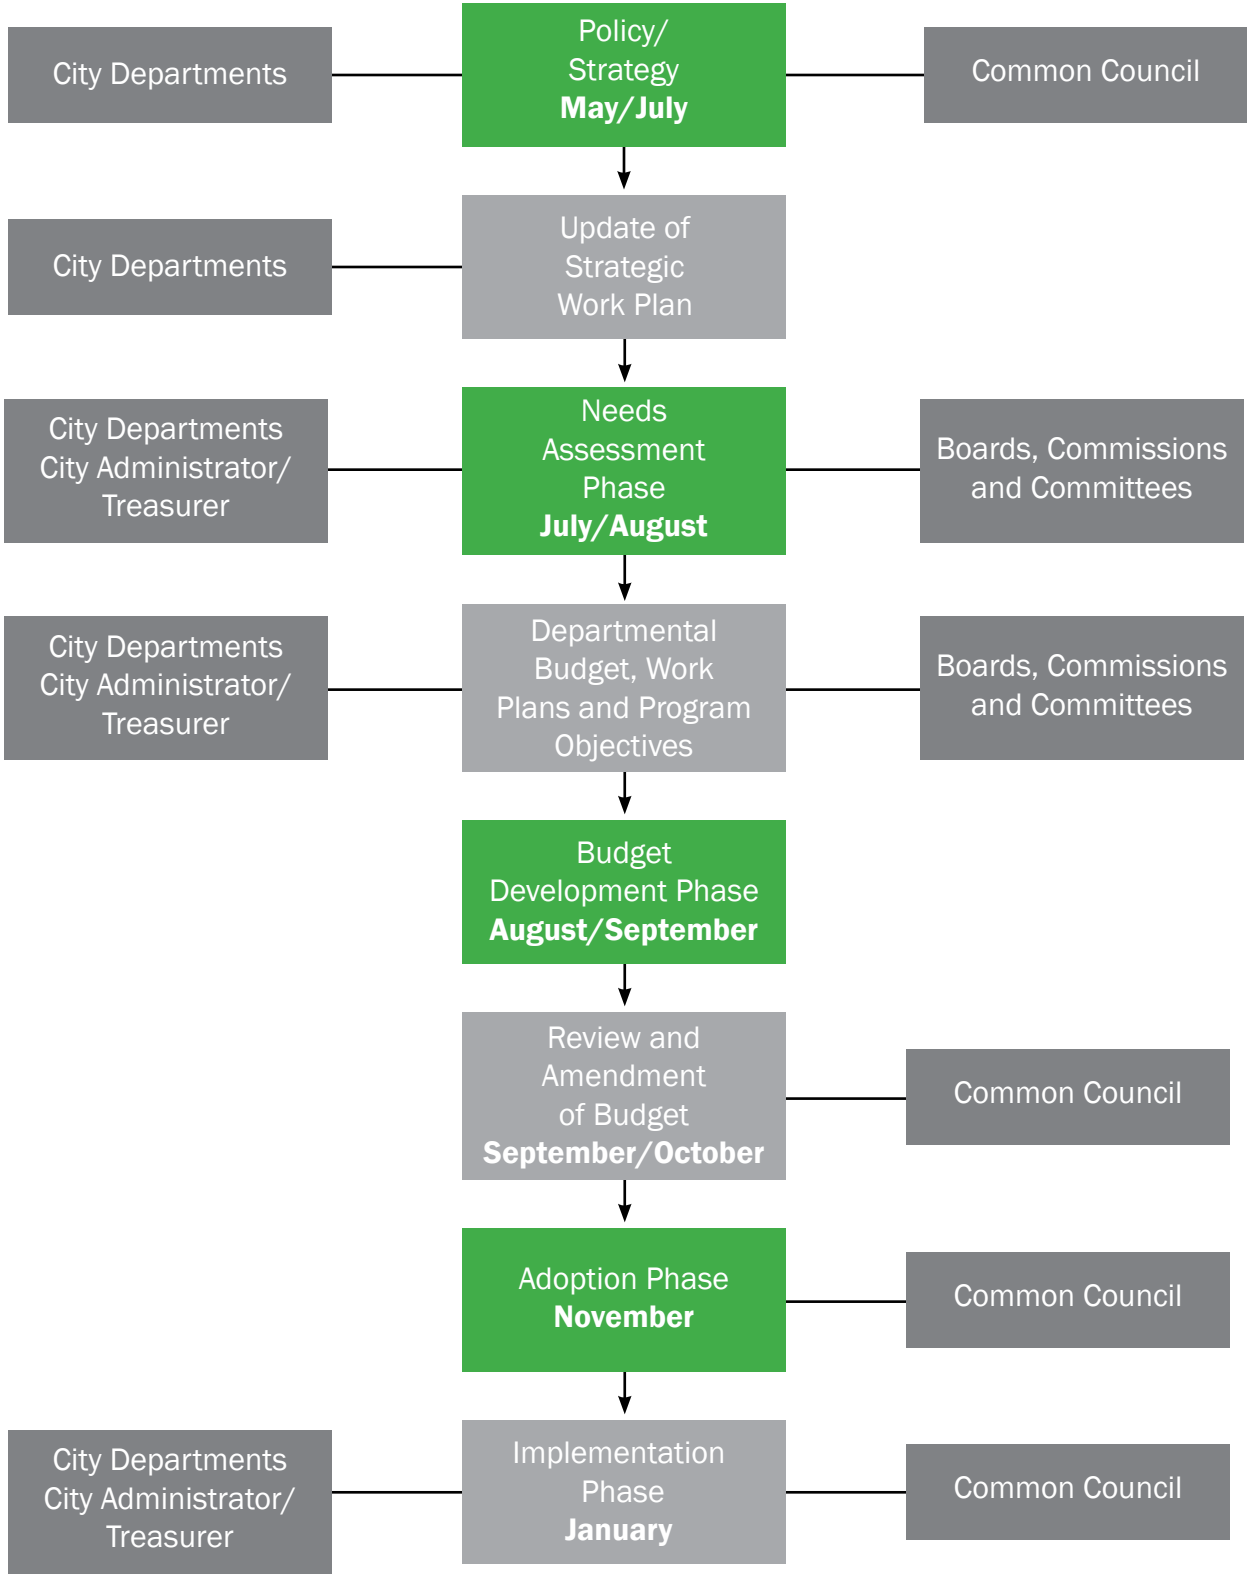 City Departments
Policy/
Strategy
May/July
Common Council
City Departments
Update of
Strategic
Work Plan
City Departments
City Administrator/
Treasurer
Needs
Assessment
Phase
July/August
Boards, Commissions
and Committees
City Departments
City Administrator/
Treasurer
Departmental
Budget, Work
Plans and Program
Objectives
Boards, Commissions
and Committees
Budget
Development Phase
August/September
Review and
Amendment
of Budget
September/October
Common Council
Adoption Phase
November
Common Council
City Departments
City Administrator/
Treasurer
Implementation
Phase
January
Common Council